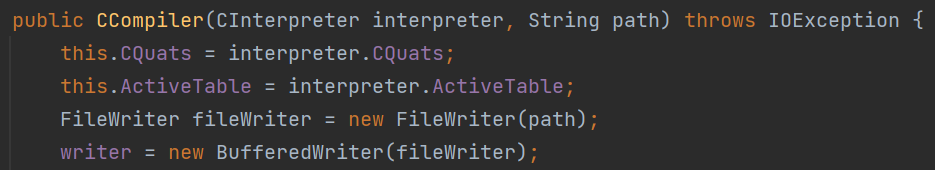 public CCompiler(CInterpreter interpreter, String path) throws IOException {
    this.CQuats = interpreter.CQuats;
    this.ActiveTable = interpreter.ActiveTable;
    FileWriter fileWriter = new FileWriter(path);
    writer = new BufferedWriter(fileWriter);